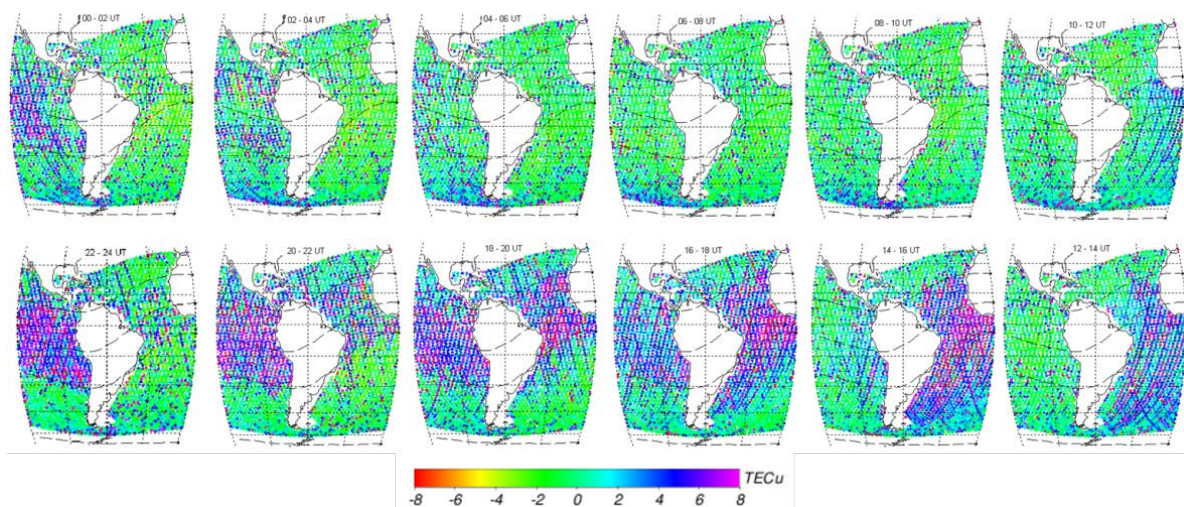 00 - 02 UT
02 - 04 UT
04 - 06 UT
06 - 08 UT
08 - 10 UT
10 - 12 UT
22 - 24 UT
20 - 22 UT
18 - 20 UT
16 - 18 UT
14 - 16 UT
12 - 14 UT
TECu
-8 -6 -4 -2 0 2 4 6 8